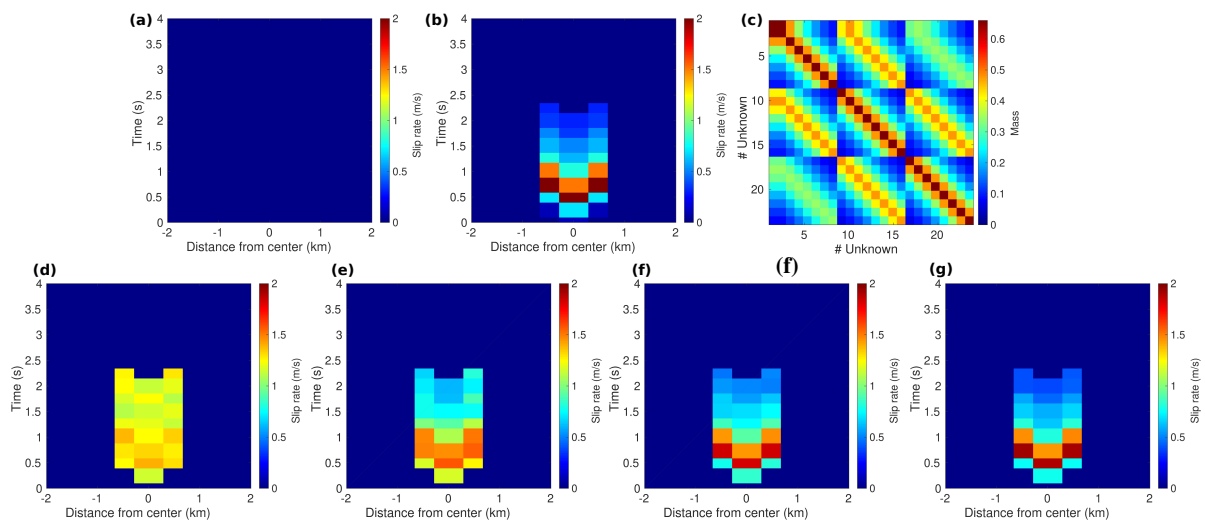 (a)
4
3.5
3
2.5
2
1.5
1
0.5
0
Time (s)
-2 -1 0 1 2
Distance from center (km)
2
1.5
1
0.5
0
Slip rate (m/s)
(b)
4
3.5
3
2.5
2
1.5
1
0.5
0
Time (s)
-2 -1 0 1 2
Distance from center (km)
2
1.5
1
0.5
0
Slip rate (m/s)
(c)
5
10
15
20
# Unknown
5 10 15 20
# Unknown
0.6
0.5
0.4
0.3
0.2
0.1
0
Mass
(d)
4
3.5
3
2.5
2
1.5
1
0.5
0
Time (s)
-2 -1 0 1 2
Distance from center (km)
2
1.5
1
0.5
0
Slip rate (m/s)
(e)
4
3.5
3
2.5
2
1.5
1
0.5
0
Time (s)
-2 -1 0 1 2
Distance from center (km)
2
1.5
1
0.5
0
Slip rate (m/s)
(f)
(f)
4
3.5
3
2.5
2
1.5
1
0.5
0
Time (s)
-2 -1 0 1 2
Distance from center (km)
2
1.5
1
0.5
0
Slip rate (m/s)
(g)
4
3.5
3
2.5
2
1.5
1
0.5
0
Time (s)
-2 -1 0 1 2
Distance from center (km)
2
1.5
1
0.5
0
Slip rate (m/s)